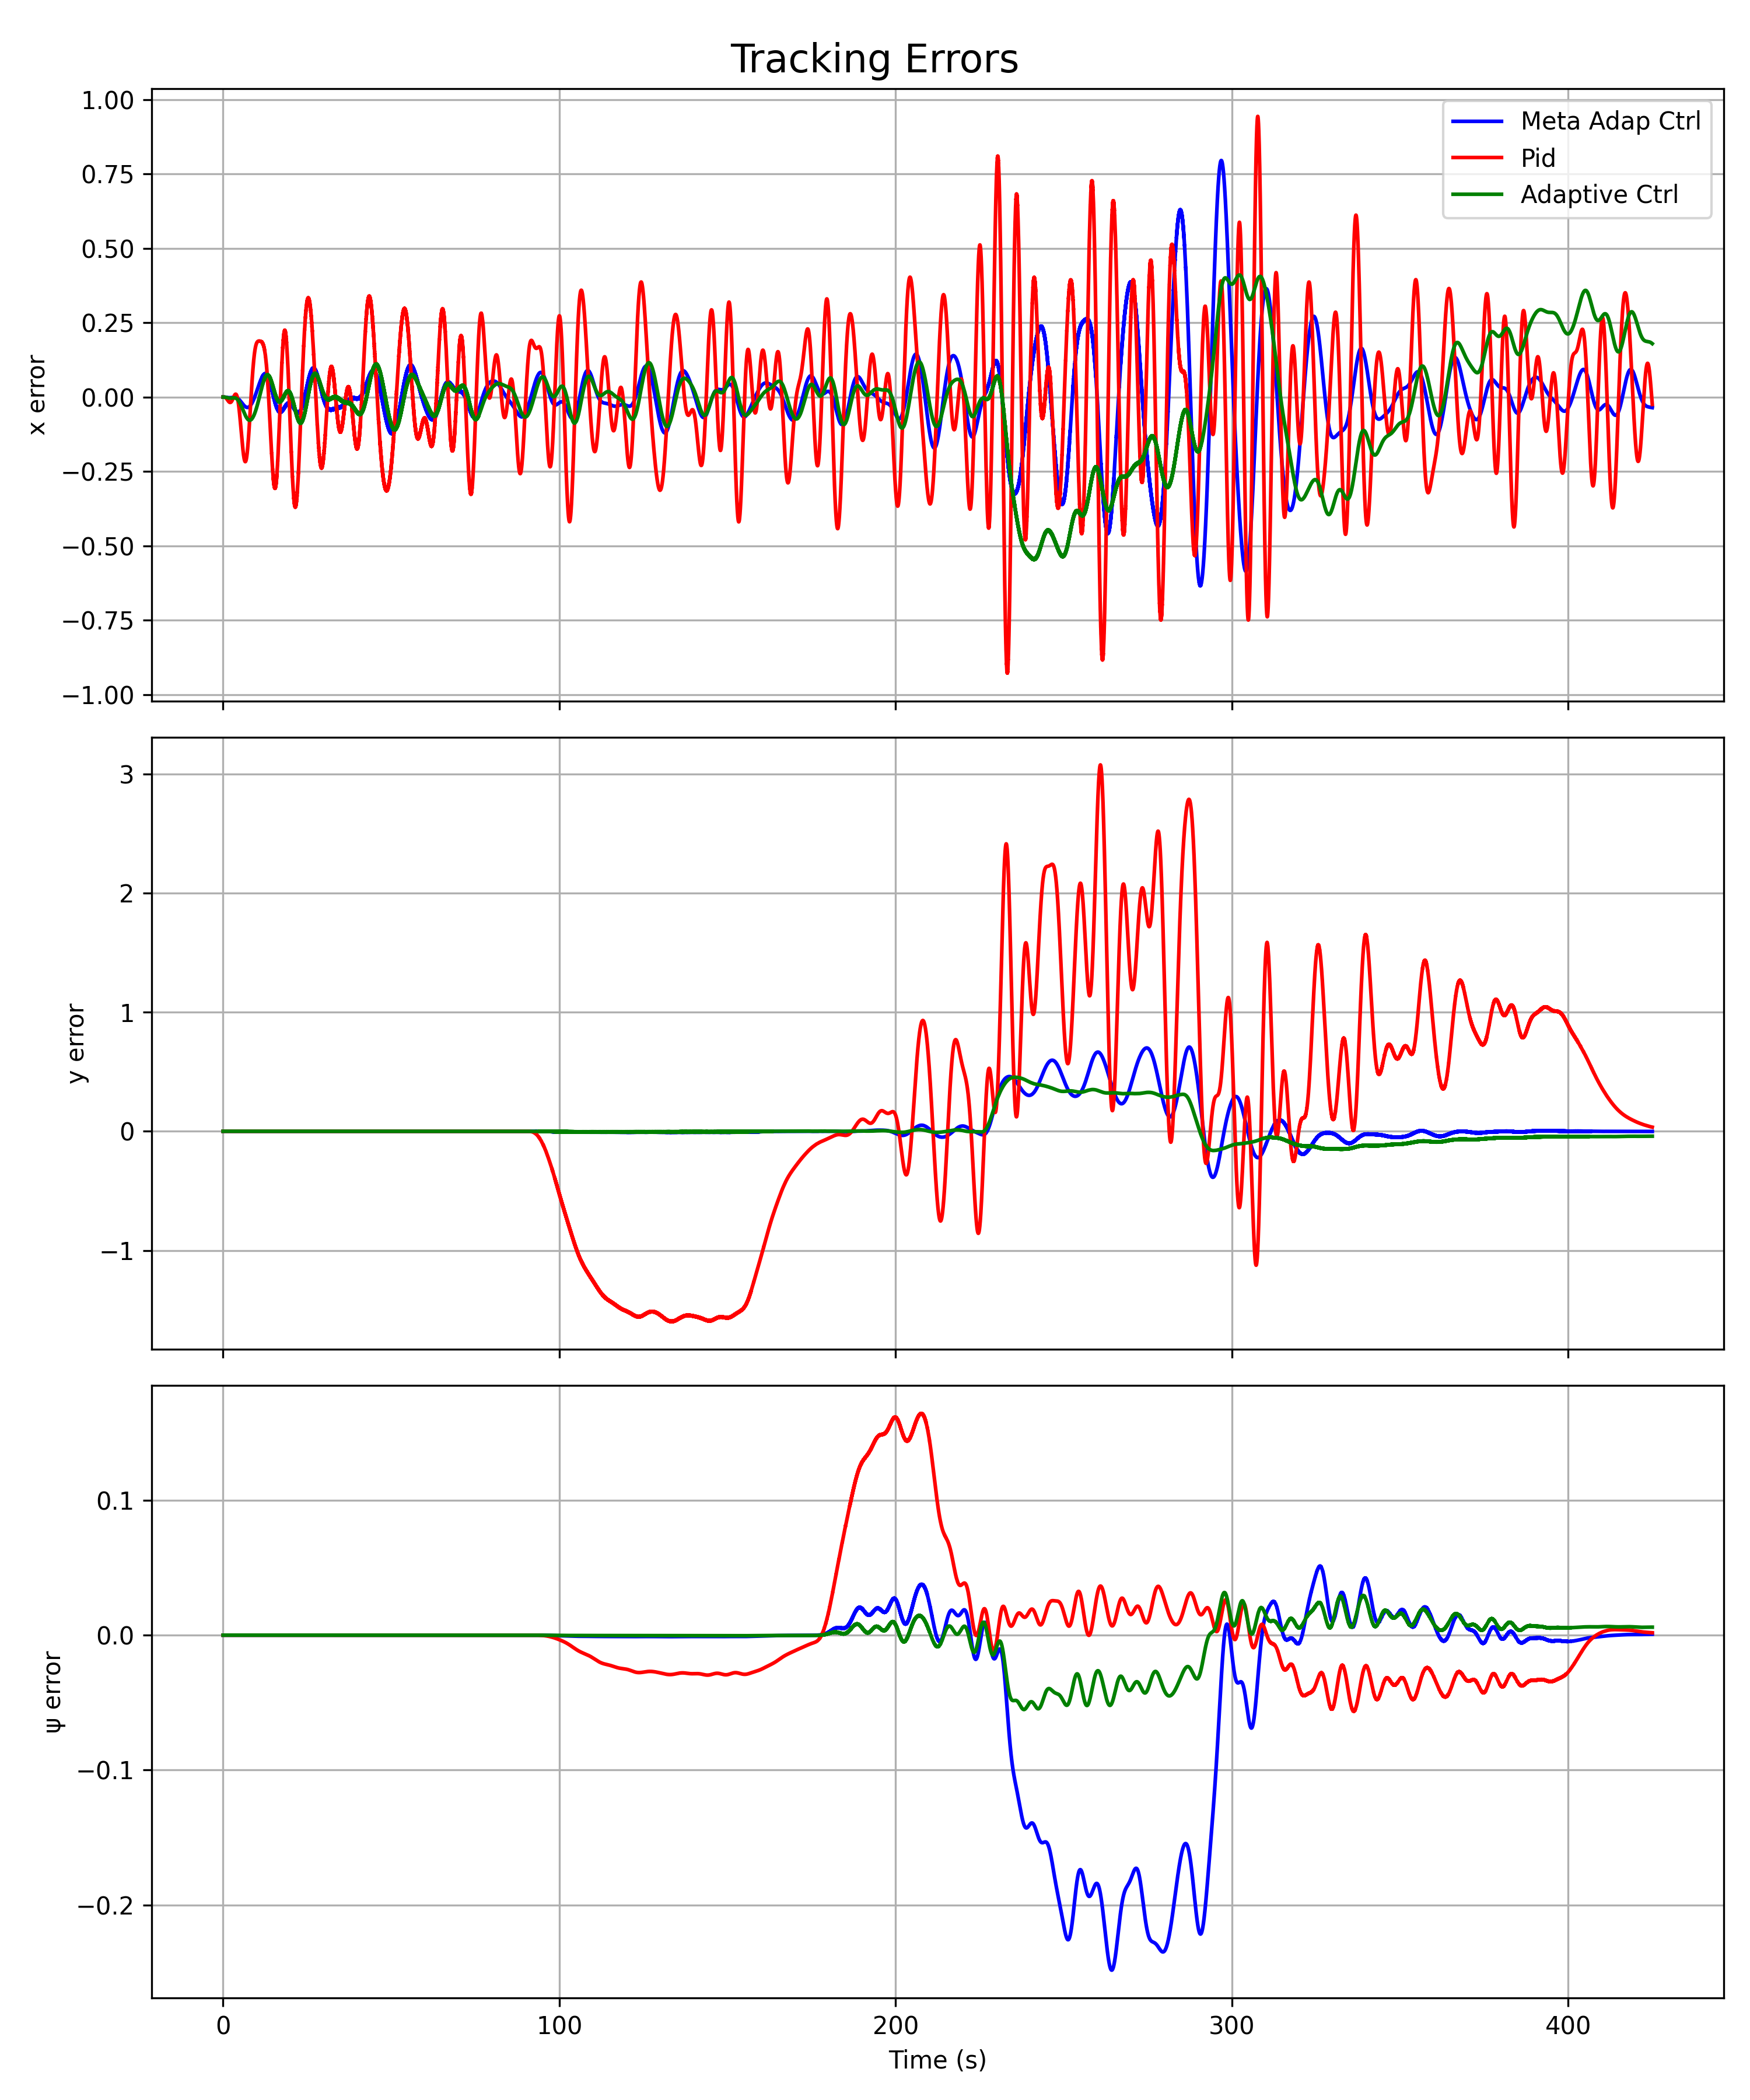 Tracking Errors
1.00
0.75
0.50
0.25
0.00
−0.25
−0.50
−0.75
−1.00
x error
Meta Adap Ctrl
Pid
Adaptive Ctrl
3
2
1
0
−1
y error
0.1
0.0
−0.1
−0.2
ψ error
0
100
200
300
400
Time (s)